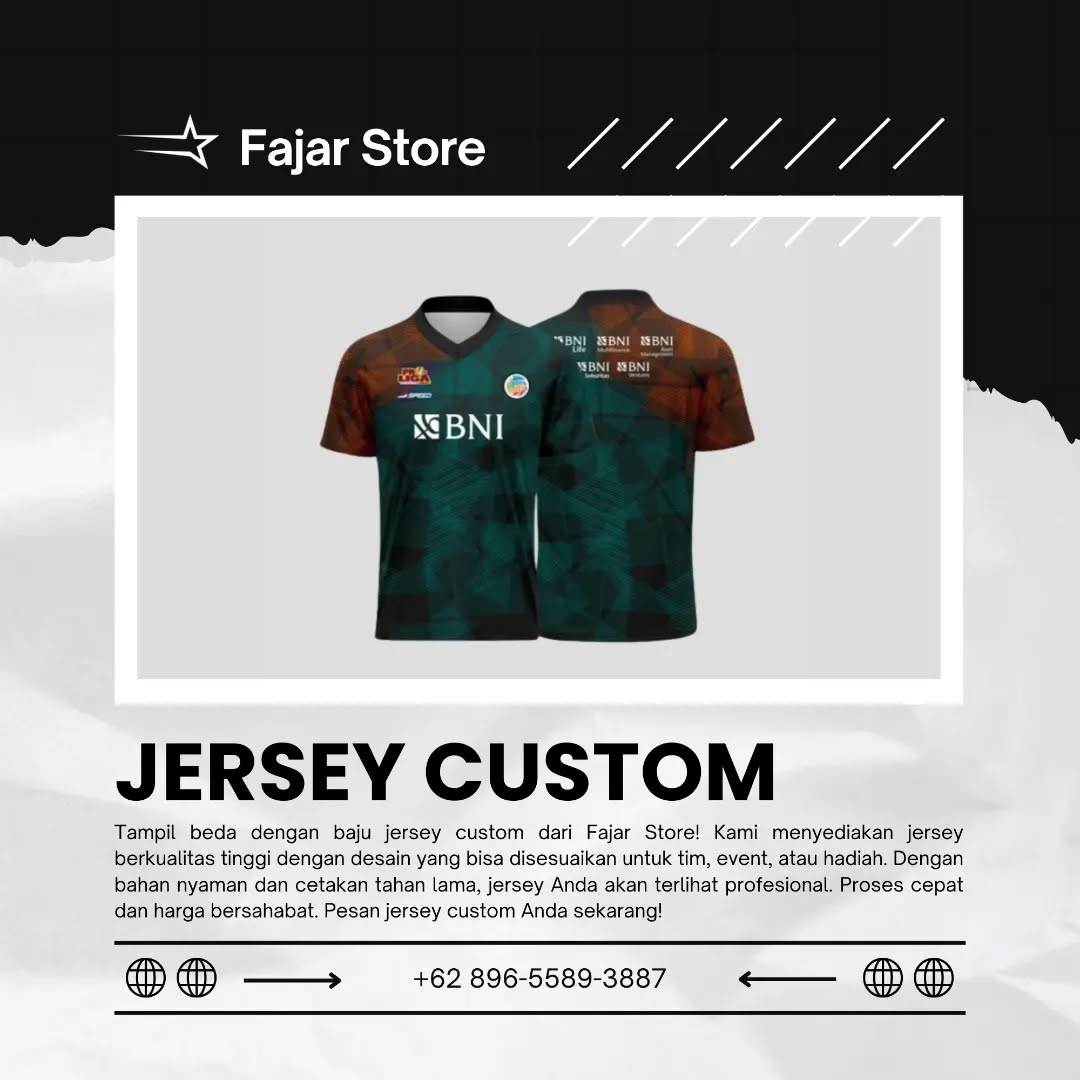 Fajar Store
BNI Life
BNI Multifinance
BNI Asset Management
BNI Sekuritas
BNI Ventures
PROLIGA
SPEED
BNI
JERSEY CUSTOM
Tampil beda dengan baju jersey custom dari Fajar Store! Kami menyediakan jersey
berkualitas tinggi dengan desain yang bisa disesuaikan untuk tim, event, atau hadiah. Dengan
bahan nyaman dan cetakan tahan lama, jersey Anda akan terlihat profesional. Proses cepat
dan harga bersahabat. Pesan jersey custom Anda sekarang!
+62 896-5589-3887